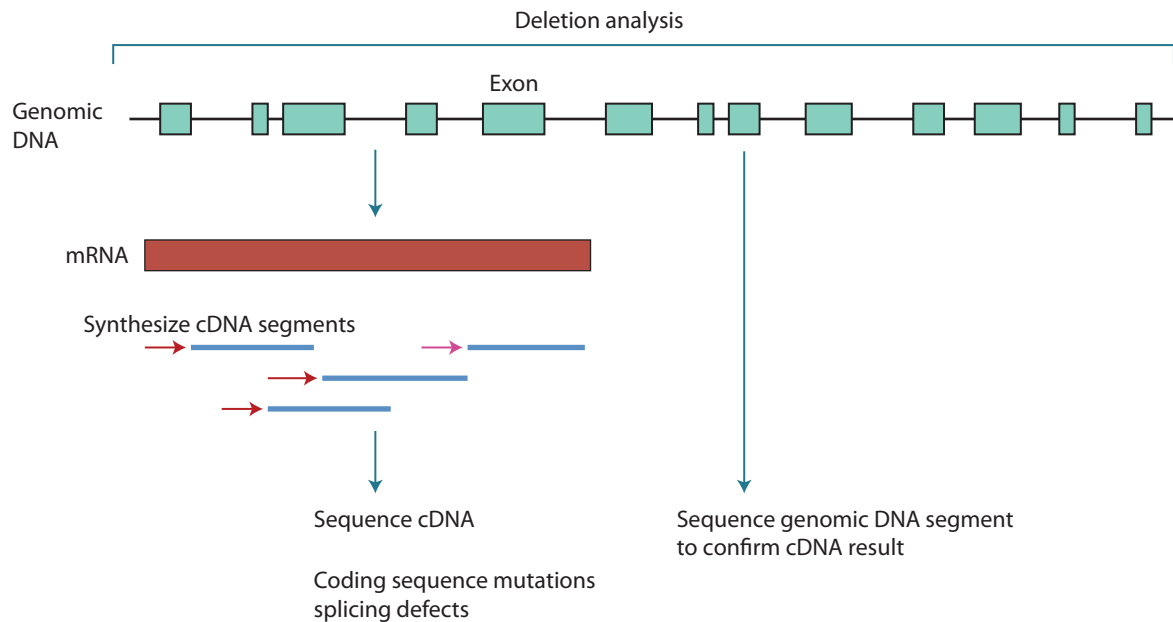 Deletion analysis
Exon
Genomic
DNA
mRNA
Synthesize cDNA segments
Sequence cDNA
Sequence genomic DNA segment
to confirm cDNA result
Coding sequence mutations
splicing defects